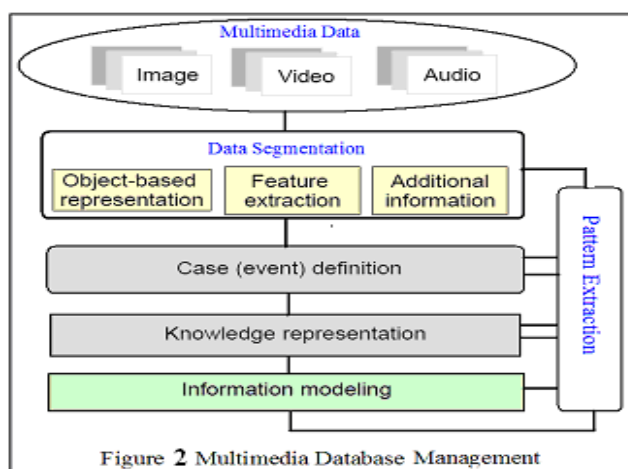 Multimedia Data
Image
Video
Audio
Data Segmentation
Object-based
representation
Feature
extraction
Additional
information
Case (event) definition
Knowledge representation
Information modeling
Pattern Extraction
Figure 2 Multimedia Database Management